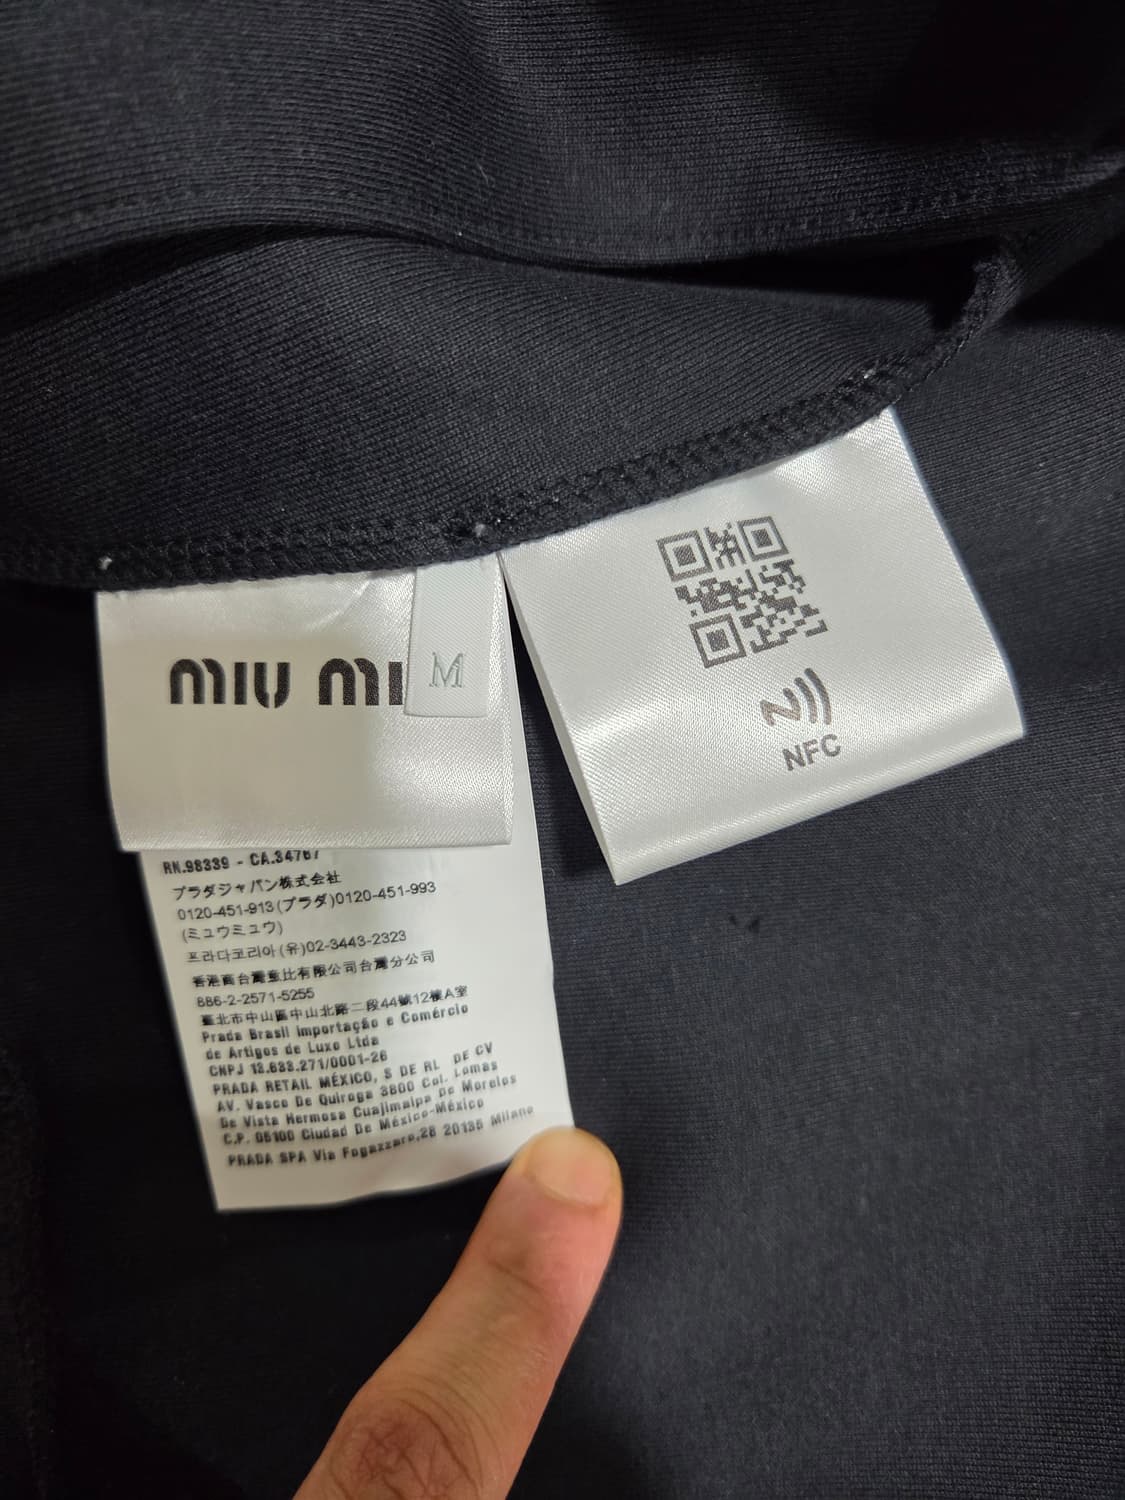 miu mi
M
NFC
RN.98339 - CA.34767
プラダジャパン株式会社
0120-451-913(プラダ)0120-451-993
(ミュウミュウ)
프라다코리아(유)02-3443-2323
香港商台灣童比有限公司台灣分公司
886-2-2571-5255
臺北市中山區中山北路二段44號12樓A室
Prada Brasil Importação e Comércio
de Artigos de Luxo Ltda
CNPJ 13.633.271/0001-26
PRADA RETAIL MÉXICO, S DE RL DE CV
AV. Vasco De Quiroga 3800 Col. Lomas
De Vista Hermosa Cuajimalpa De Morelos
C.P. 05100 Ciudad De México-México
PRADA SPA Via Fogazzaro,28 20135 Milano